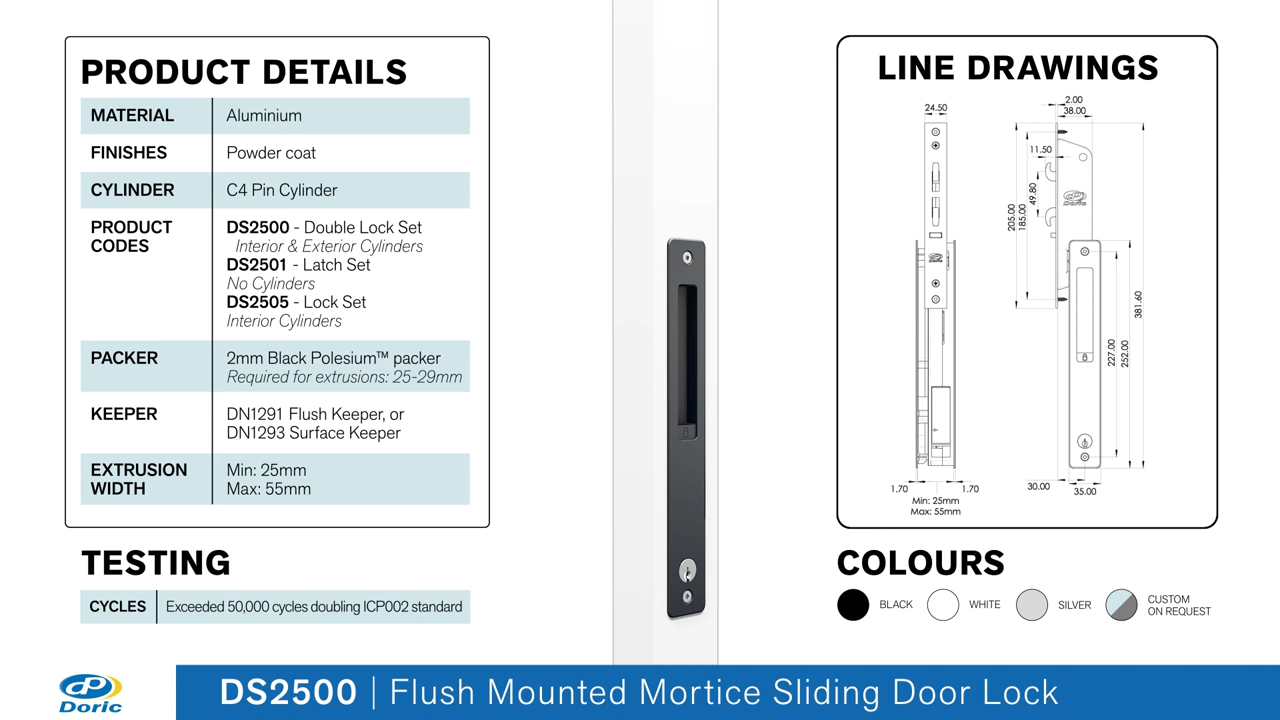 PRODUCT DETAILS
MATERIAL Aluminium
FINISHES Powder coat
CYLINDER C4 Pin Cylinder
PRODUCT CODES DS2500 - Double Lock Set
Interior & Exterior Cylinders
DS2501 - Latch Set
No Cylinders
DS2505 - Lock Set
Interior Cylinders
PACKER 2mm Black Polesium™ packer
Required for extrusions: 25-29mm
KEEPER DN1291 Flush Keeper, or
DN1293 Surface Keeper
EXTRUSION Min: 25mm
WIDTH Max: 55mm
TESTING
CYCLES Exceeded 50,000 cycles doubling ICP002 standard
LINE DRAWINGS
24.50
2.00
38.00
11.50
49.80
205.00
185.00
Doric
Doric
381.60
227.00
252.00
1.70
1.70
Min: 25mm
Max: 55mm
30.00
35.00
COLOURS
BLACK
WHITE
SILVER
CUSTOM
ON REQUEST
Doric
DS2500 | Flush Mounted Mortice Sliding Door Lock